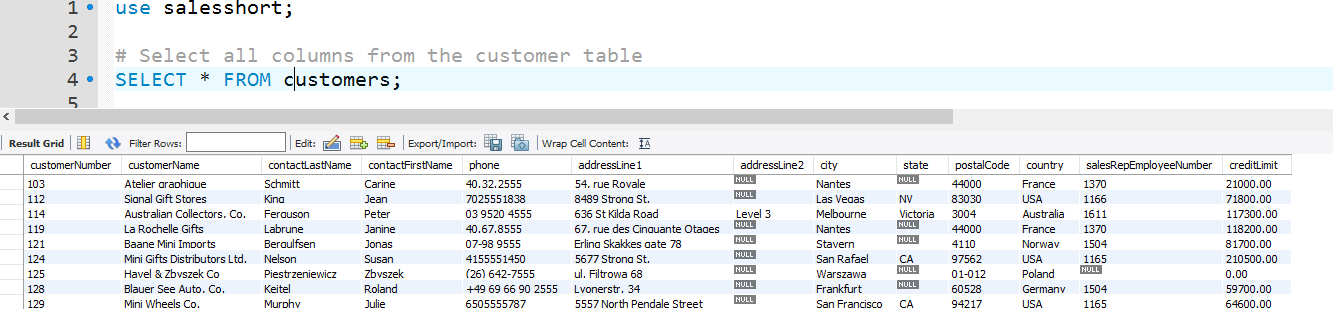 1 use salesshort;
2
3 # Select all columns from the customer table
4 SELECT * FROM customers;
5
Result Grid Filter Rows: Edit: Export/Import: Wrap Cell Content:
customerNumber customerName contactLastName contactFirstName phone addressLine1 addressLine2 city state postalCode country salesRepEmployeeNumber creditLimit
103 Atelier graphique Schmitt Carine 40.32.2555 54, rue Royale NULL Nantes NULL 44000 France 1370 21000.00
112 Signal Gift Stores King Jean 7025551838 8489 Strong St. NULL Las Vegas NV 83030 USA 1166 71800.00
114 Australian Collectors, Co. Ferguson Peter 03 9520 4555 636 St Kilda Road Level 3 Melbourne Victoria 3004 Australia 1611 117300.00
119 La Rochelle Gifts Labrune Janine 40.67.8555 67, rue des Cinquante Otages NULL Nantes NULL 44000 France 1370 118200.00
121 Baane Mini Imports Bergulfsen Jonas 07-98 9555 Erling Skakkes gate 78 NULL Stavern NULL 4110 Norway 1504 81700.00
124 Mini Gifts Distributors Ltd. Nelson Susan 4155551450 5677 Strong St. NULL San Rafael CA 97562 USA 1165 210500.00
125 Havel & Zbyszek Co Piestrzeniewicz Zbyszek (26) 642-7555 ul. Filtrowa 68 NULL Warszawa NULL 01-012 Poland NULL 0.00
128 Blauer See Auto, Co. Keitel Roland +49 69 66 90 2555 Lyonerstr. 34 NULL Frankfurt NULL 60528 Germany 1504 59700.00
129 Mini Wheels Co. Murphy Julie 6505555787 5557 North Pendale Street NULL San Francisco CA 94217 USA 1165 64600.00